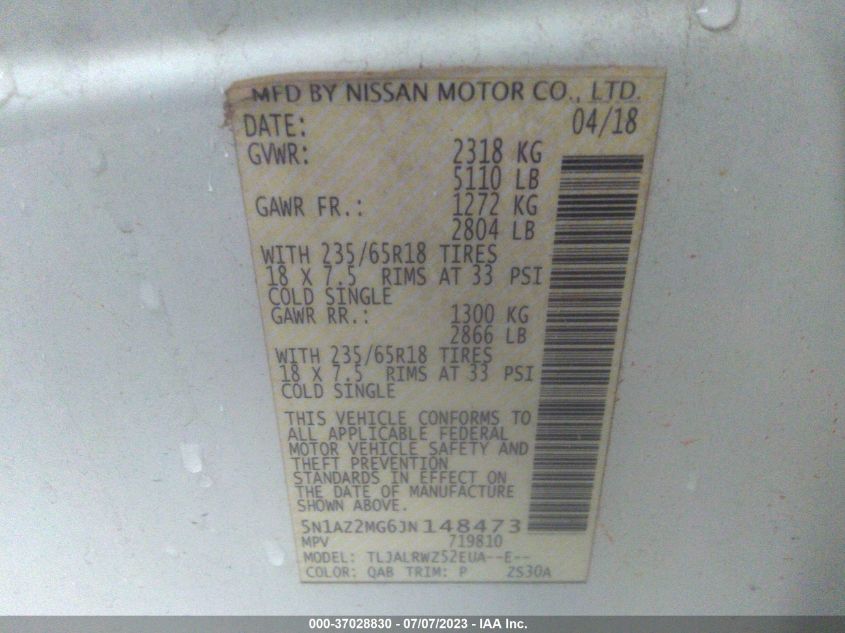 MFD BY NISSAN MOTOR CO., LTD.
DATE: 04/18
GVWR: 2318 KG
5110 LB
GAWR FR.: 1272 KG
2804 LB
WITH 235/65R18 TIRES
18 X 7.5 RIMS AT 33 PSI
COLD SINGLE
GAWR RR.: 1300 KG
2866 LB
WITH 235/65R18 TIRES
18 X 7.5 RIMS AT 33 PSI
COLD SINGLE
THIS VEHICLE CONFORMS TO
ALL APPLICABLE FEDERAL
MOTOR VEHICLE SAFETY AND
THEFT PREVENTION
STANDARDS IN EFFECT ON
THE DATE OF MANUFACTURE
SHOWN ABOVE.
5N1AZ2MG6JN148473
MPV 719810
MODEL: TLJALRWZ52EUA--E--
COLOR: QAB TRIM: P ZS30A
000-37028830 - 07/07/2023 - IAA Inc.